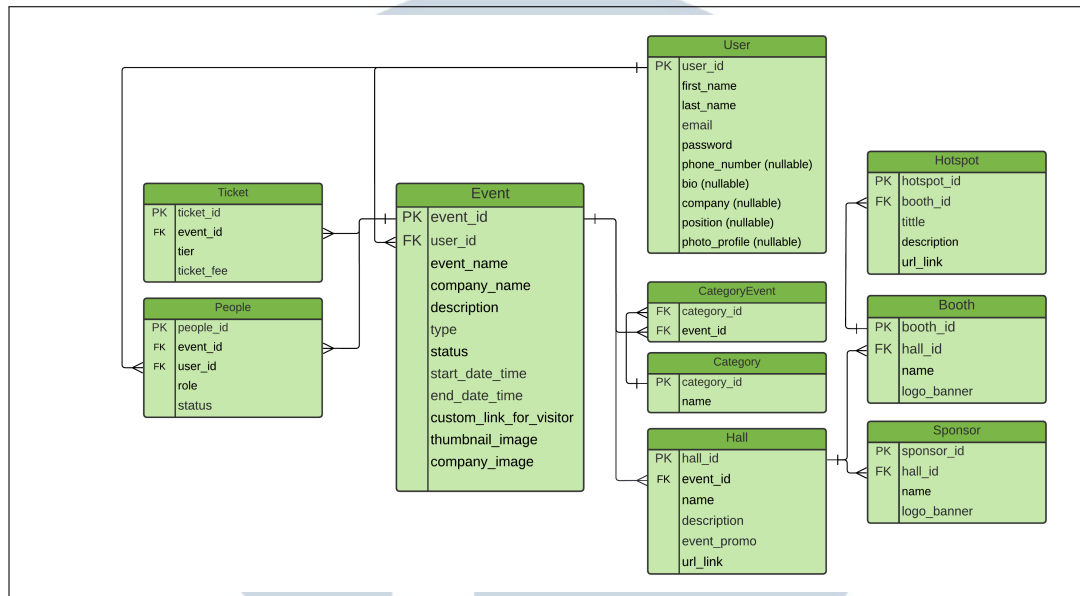 User
PK user_id
first_name
last_name
email
password
phone_number (nullable)
bio (nullable)
company (nullable)
position (nullable)
photo_profile (nullable)
Ticket
PK ticket_id
FK event_id
tier
ticket_fee
People
PK people_id
FK event_id
FK user_id
role
status
Event
PK event_id
FK user_id
event_name
company_name
description
type
status
start_date_time
end_date_time
custom_link_for_visitor
thumbnail_image
company_image
CategoryEvent
FK category_id
FK event_id
Category
PK category_id
name
Hall
PK hall_id
FK event_id
name
description
event_promo
url_link
Hotspot
PK hotspot_id
FK booth_id
tittle
description
url_link
Booth
PK booth_id
FK hall_id
name
logo_banner
Sponsor
PK sponsor_id
FK hall_id
name
logo_banner